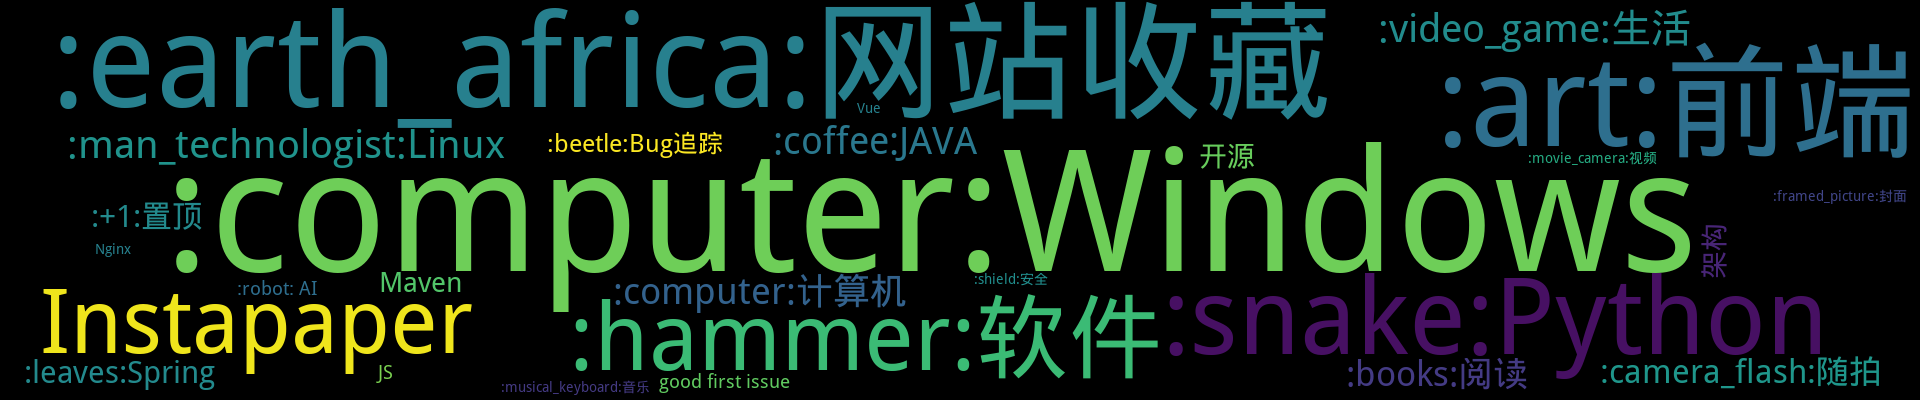 :earth_africa:网站收藏
:video_game:生活
:art:前端
Vue
:man_technologist:Linux
:beetle:Bug追踪
:coffee:JAVA
开源
:movie_camera:视频
:computer:Windows
:framed_picture:封面
:+1:置顶
Nginx
架构
:robot: AI
Maven
:computer:计算机
:shield:安全
Instapaper
:hammer:软件
:snake:Python
:leaves:Spring
JS
:musical_keyboard:音乐
good first issue
:books:阅读
:camera_flash:随拍